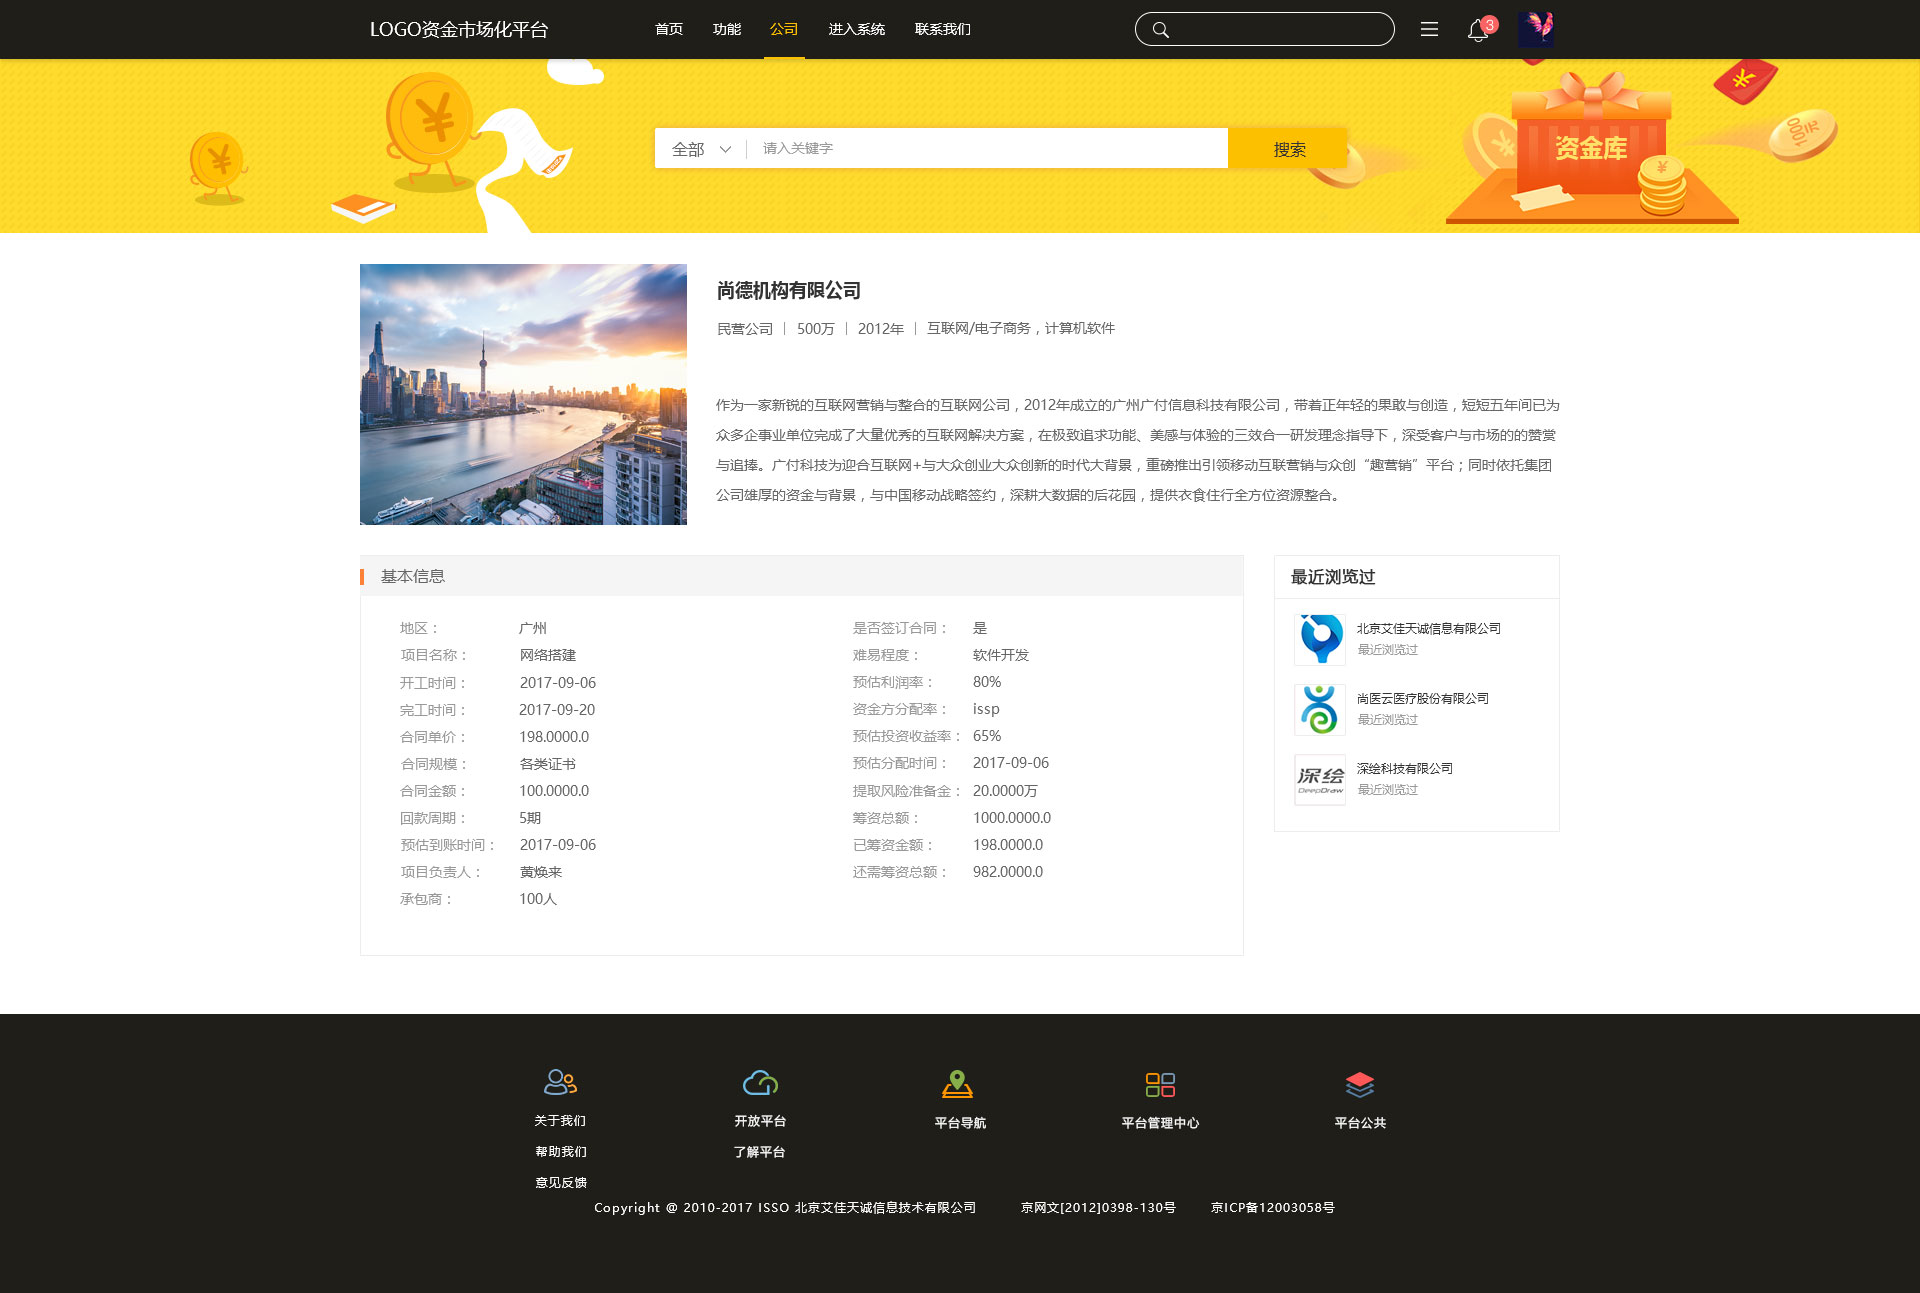 LOGO资金市场化平台
首页 功能 公司 进入系统 联系我们
3
全部 请入关键字 搜索
资金库
1000元
尚德机构有限公司
民营公司 | 500万 | 2012年 | 互联网/电子商务，计算机软件
作为一家新锐的互联网营销与整合的互联网公司，2012年成立的广州广付信息科技有限公司，带着正年轻的果敢与创造，短短五年间已为
众多企事业单位完成了大量优秀的互联网解决方案，在极致追求功能、美感与体验的三效合一研发理念指导下，深受客户与市场的的赞赏
与追捧。广付科技为迎合互联网+与大众创业大众创新的时代大背景，重磅推出引领移动互联营销与众创“趣营销”平台；同时依托集团
公司雄厚的资金与背景，与中国移动战略签约，深耕大数据的后花园，提供衣食住行全方位资源整合。
基本信息
地区： 广州
项目名称： 网络搭建
开工时间： 2017-09-06
完工时间： 2017-09-20
合同单价： 198.0000.0
合同规模： 各类证书
合同金额： 100.0000.0
回款周期： 5期
预估到账时间： 2017-09-06
项目负责人： 黄焕来
承包商： 100人
是否签订合同： 是
难易程度： 软件开发
预估利润率： 80%
资金方分配率： issp
预估投资收益率： 65%
预估分配时间： 2017-09-06
提取风险准备金： 20.0000万
筹资总额： 1000.0000.0
已筹资金额： 198.0000.0
还需筹资总额： 982.0000.0
最近浏览过
北京艾佳天诚信息有限公司
最近浏览过
尚医云医疗股份有限公司
最近浏览过
深绘
DeepDraw
深绘科技有限公司
最近浏览过
关于我们
帮助我们
意见反馈
开放平台
了解平台
平台导航
平台管理中心
平台公共
Copyright @ 2010-2017 ISSO 北京艾佳天诚信息技术有限公司 京网文[2012]0398-130号 京ICP备12003058号